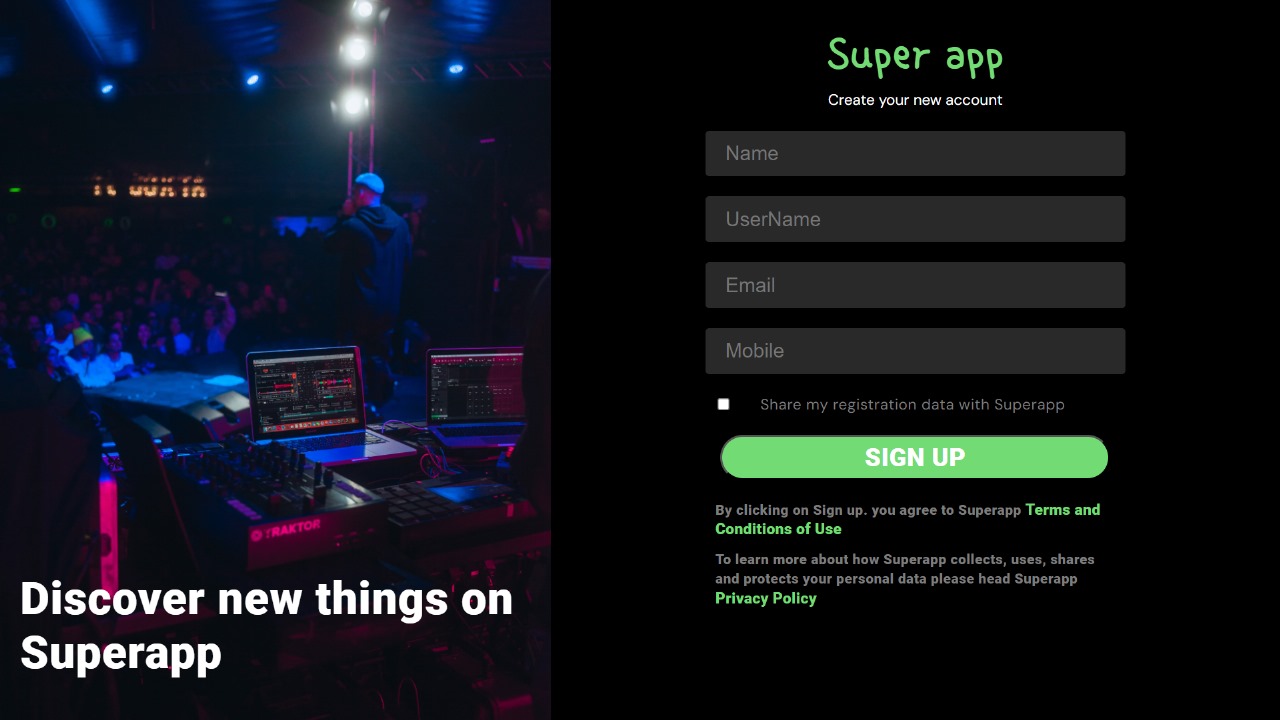 Super app
Create your new account
Name
UserName
Email
Mobile
Share my registration data with Superapp
SIGN UP
By clicking on Sign up. you agree to Superapp Terms and
Conditions of Use
To learn more about how Superapp collects, uses, shares
and protects your personal data please head Superapp
Privacy Policy
TRAKTOR
Discover new things on
Superapp